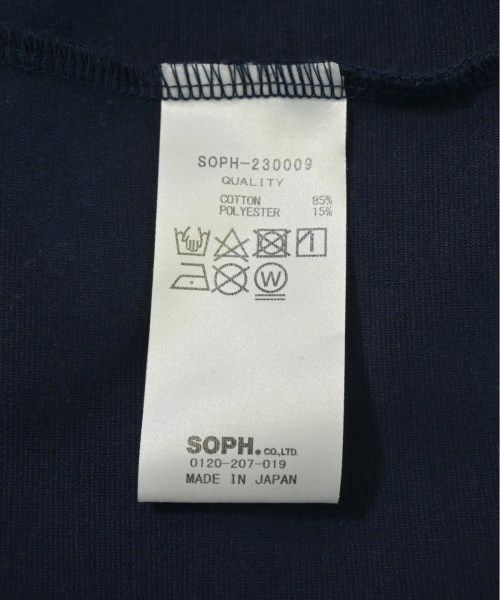 SOPH-230009
QUALITY
COTTON 85%
POLYESTER 15%
W
SOPH. CO.,LTD.
0120-207-019
MADE IN JAPAN